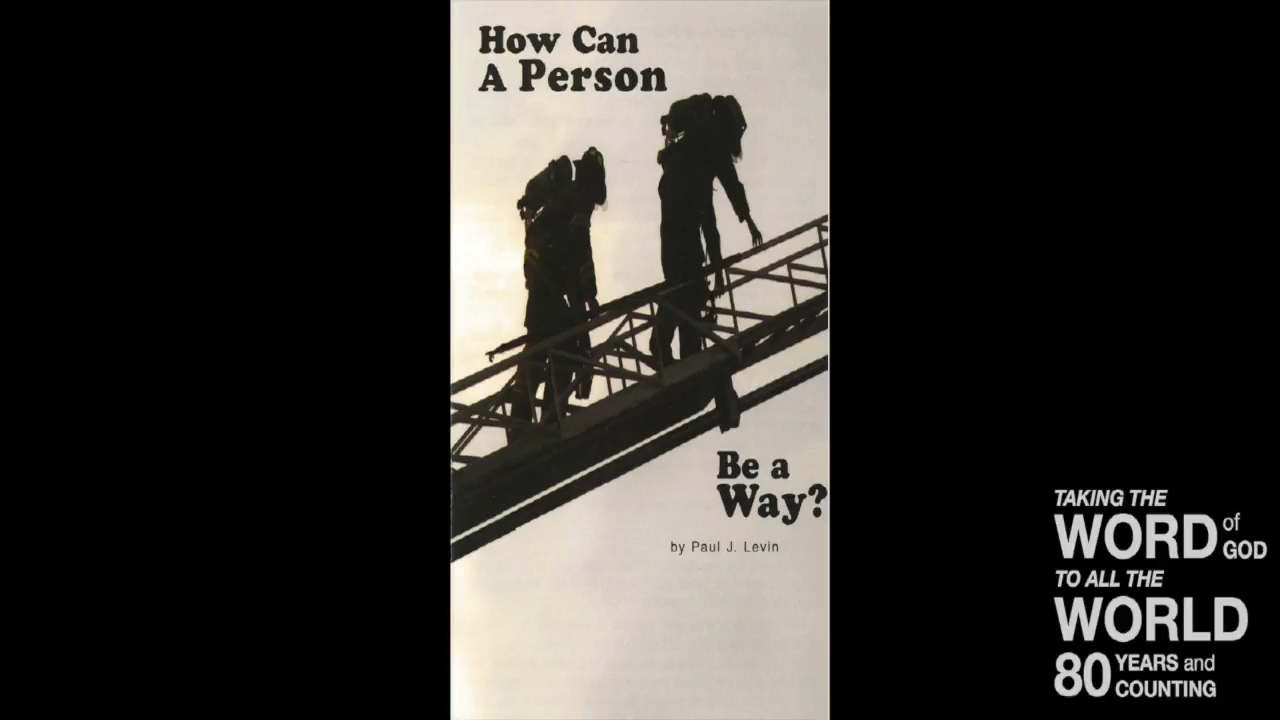 How Can
A Person
Be a
Way?
by Paul J. Levin
TAKING THE
WORD of GOD
TO ALL THE
WORLD
80 YEARS and COUNTING